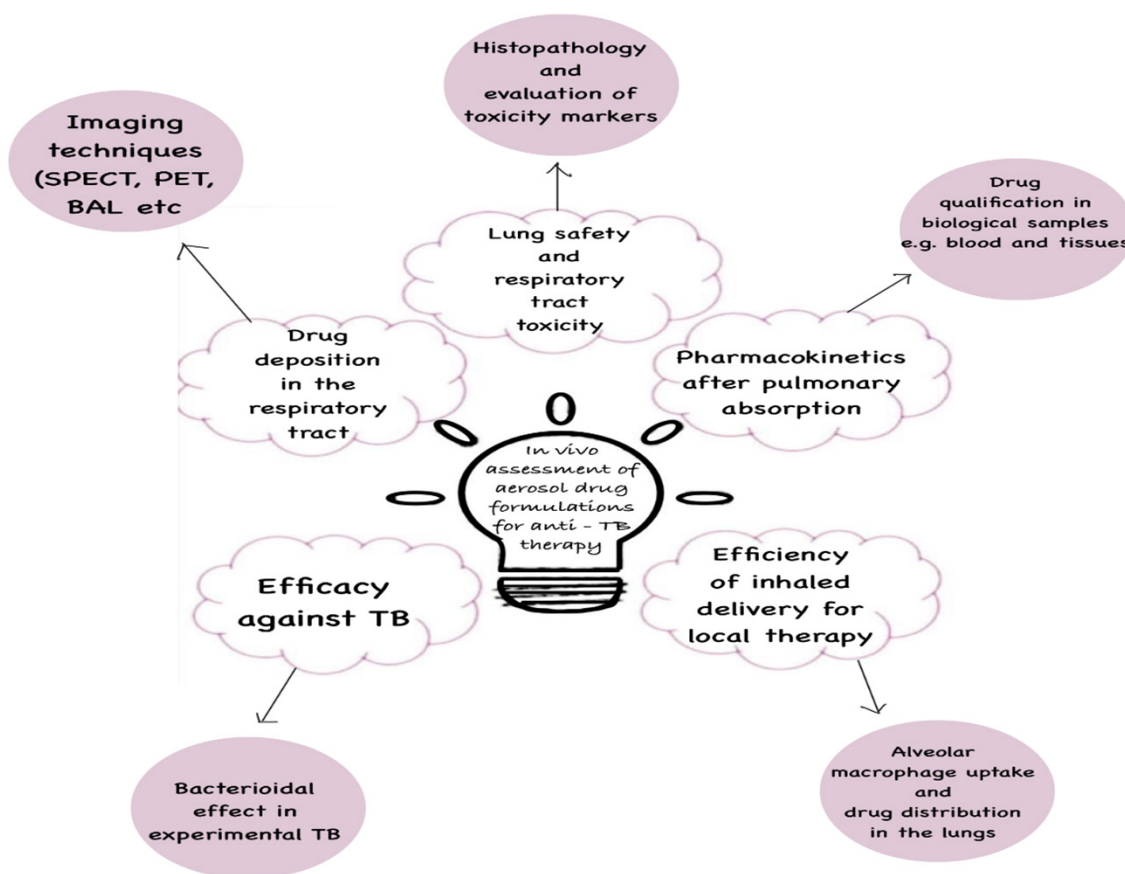 Histopathology
and
evaluation of
toxicity markers
Imaging
techniques
(SPECT, PET,
BAL etc
Drug
qualification in
biological samples
e.g. blood and tissues
Lung safety
and
respiratory
tract
toxicity
Drug
deposition
in the
respiratory
tract
Pharmacokinetics
after pulmonary
absorption
In vivo
assessment of
aerosol drug
formulations
for anti - TB
therapy
Efficacy
against TB
Efficiency
of inhaled
delivery for
local therapy
Bacterioidal
effect in
experimental TB
Alveolar
macrophage uptake
and
drug distribution
in the lungs